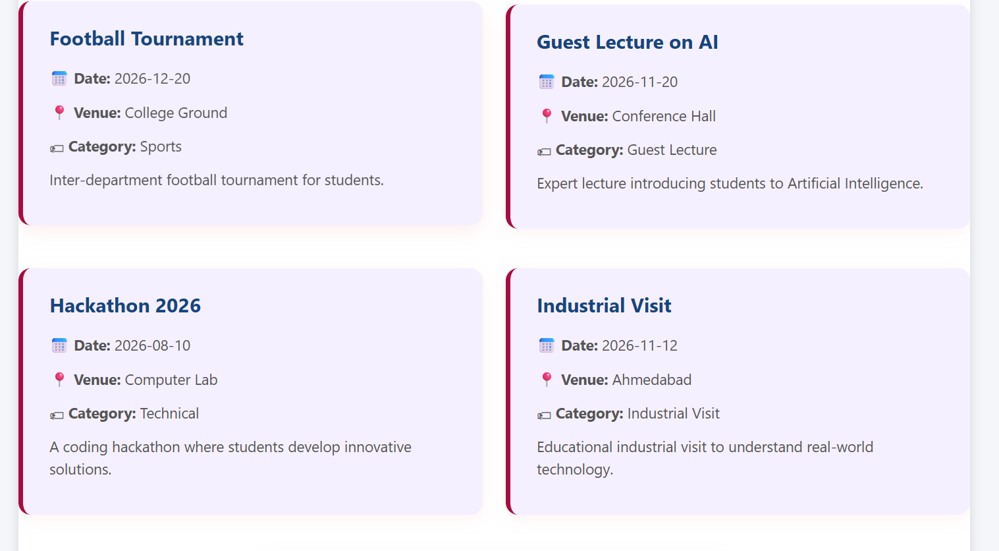 Football Tournament
Date: 2026-12-20
Venue: College Ground
Category: Sports
Inter-department football tournament for students.
Guest Lecture on AI
Date: 2026-11-20
Venue: Conference Hall
Category: Guest Lecture
Expert lecture introducing students to Artificial Intelligence.
Hackathon 2026
Date: 2026-08-10
Venue: Computer Lab
Category: Technical
A coding hackathon where students develop innovative
solutions.
Industrial Visit
Date: 2026-11-12
Venue: Ahmedabad
Category: Industrial Visit
Educational industrial visit to understand real-world
technology.